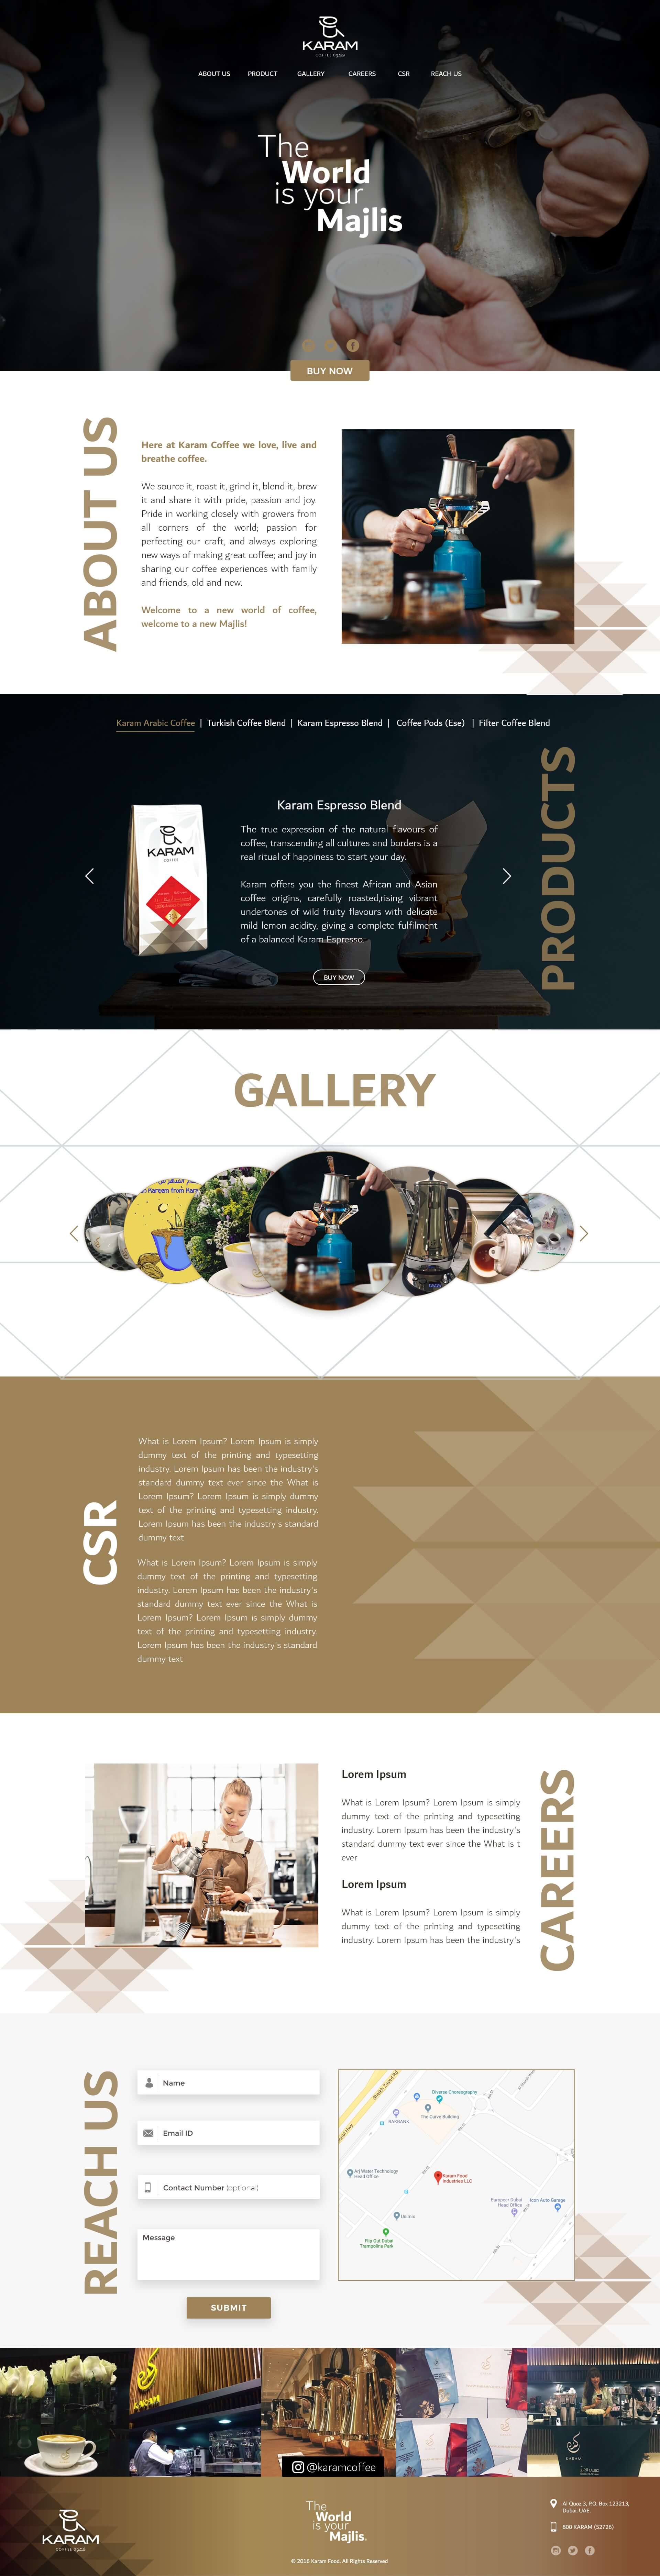 KARAM
COFFEE قهوة
ABOUT US
PRODUCT
GALLERY
CAREERS
CSR
REACH US
The
World
is your
Majlis
BUY NOW
ABOUT US
Here at Karam Coffee we love, live and
breathe coffee.
We source it, roast it, grind it, blend it, brew
it and share it with pride, passion and joy.
Pride in working closely with growers from
all corners of the world; passion for
perfecting our craft, and always exploring
new ways of making great coffee; and joy in
sharing our coffee experiences with family
and friends, old and new.
Welcome to a new world of coffee,
welcome to a new Majlis!
Karam Arabic Coffee | Turkish Coffee Blend | Karam Espresso Blend | Coffee Pods (Ese) | Filter Coffee Blend
PRODUCTS
KARAM
COFFEE
Karam Espresso Blend
The true expression of the natural flavours of
coffee, transcending all cultures and borders is a
real ritual of happiness to start your day.
Karam offers you the finest African and Asian
coffee origins, carefully roasted,rising vibrant
undertones of wild fruity flavours with delicate
mild lemon acidity, giving a complete fulfilment
of a balanced Karam Espresso.
BUY NOW
GALLERY
n Kareem from Kara
CSR
What is Lorem Ipsum? Lorem Ipsum is simply
dummy text of the printing and typesetting
industry. Lorem Ipsum has been the industry's
standard dummy text ever since the What is
Lorem Ipsum? Lorem Ipsum is simply dummy
text of the printing and typesetting industry.
Lorem Ipsum has been the industry's standard
dummy text
What is Lorem Ipsum? Lorem Ipsum is simply
dummy text of the printing and typesetting
industry. Lorem Ipsum has been the industry's
standard dummy text ever since the What is
Lorem Ipsum? Lorem Ipsum is simply dummy
text of the printing and typesetting industry.
Lorem Ipsum has been the industry's standard
dummy text
CAREERS
Lorem Ipsum
What is Lorem Ipsum? Lorem Ipsum is simply
dummy text of the printing and typesetting
industry. Lorem Ipsum has been the industry's
standard dummy text ever since the What is t
ever
Lorem Ipsum
What is Lorem Ipsum? Lorem Ipsum is simply
dummy text of the printing and typesetting
industry. Lorem Ipsum has been the industry's
REACH US
Name
Email ID
Contact Number (optional)
Message
SUBMIT
Sheikh Zayed Rd
Diverse Choreography
The Curve Building
RAKBANK
Arj Water Technology
Head Office
Karam Food
Industries LLC
Europcar Dubai
Head Office
Icon Auto Garage
Unimix
Flip Out Dubai
Trampoline Park
KARAM
KARAM
@karamcoffee
KARAM
COFFEE قهوة
The
World
is your
Majlis.
© 2016 Karam Food. All Rights Reserved
Al Quoz 3, P.O. Box 123213,
Dubai, UAE.
800 KARAM (52726)